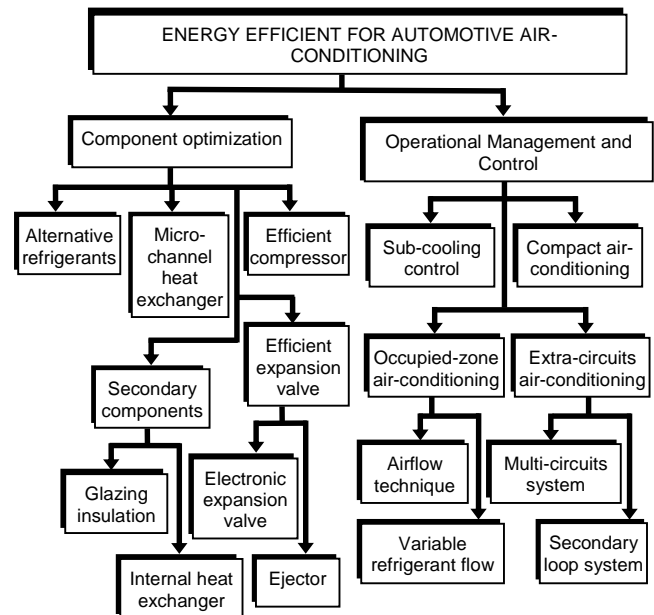 ENERGY EFFICIENT FOR AUTOMOTIVE AIR-
CONDITIONING
Component optimization
Operational Management and
Control
Alternative
refrigerants
Micro-
channel
heat
exchanger
Efficient
compressor
Sub-cooling
control
Compact air-
conditioning
Secondary
components
Efficient
expansion
valve
Occupied-zone
air-conditioning
Extra-circuits
air-conditioning
Glazing
insulation
Electronic
expansion
valve
Airflow
technique
Multi-circuits
system
Internal heat
exchanger
Ejector
Variable
refrigerant flow
Secondary
loop system